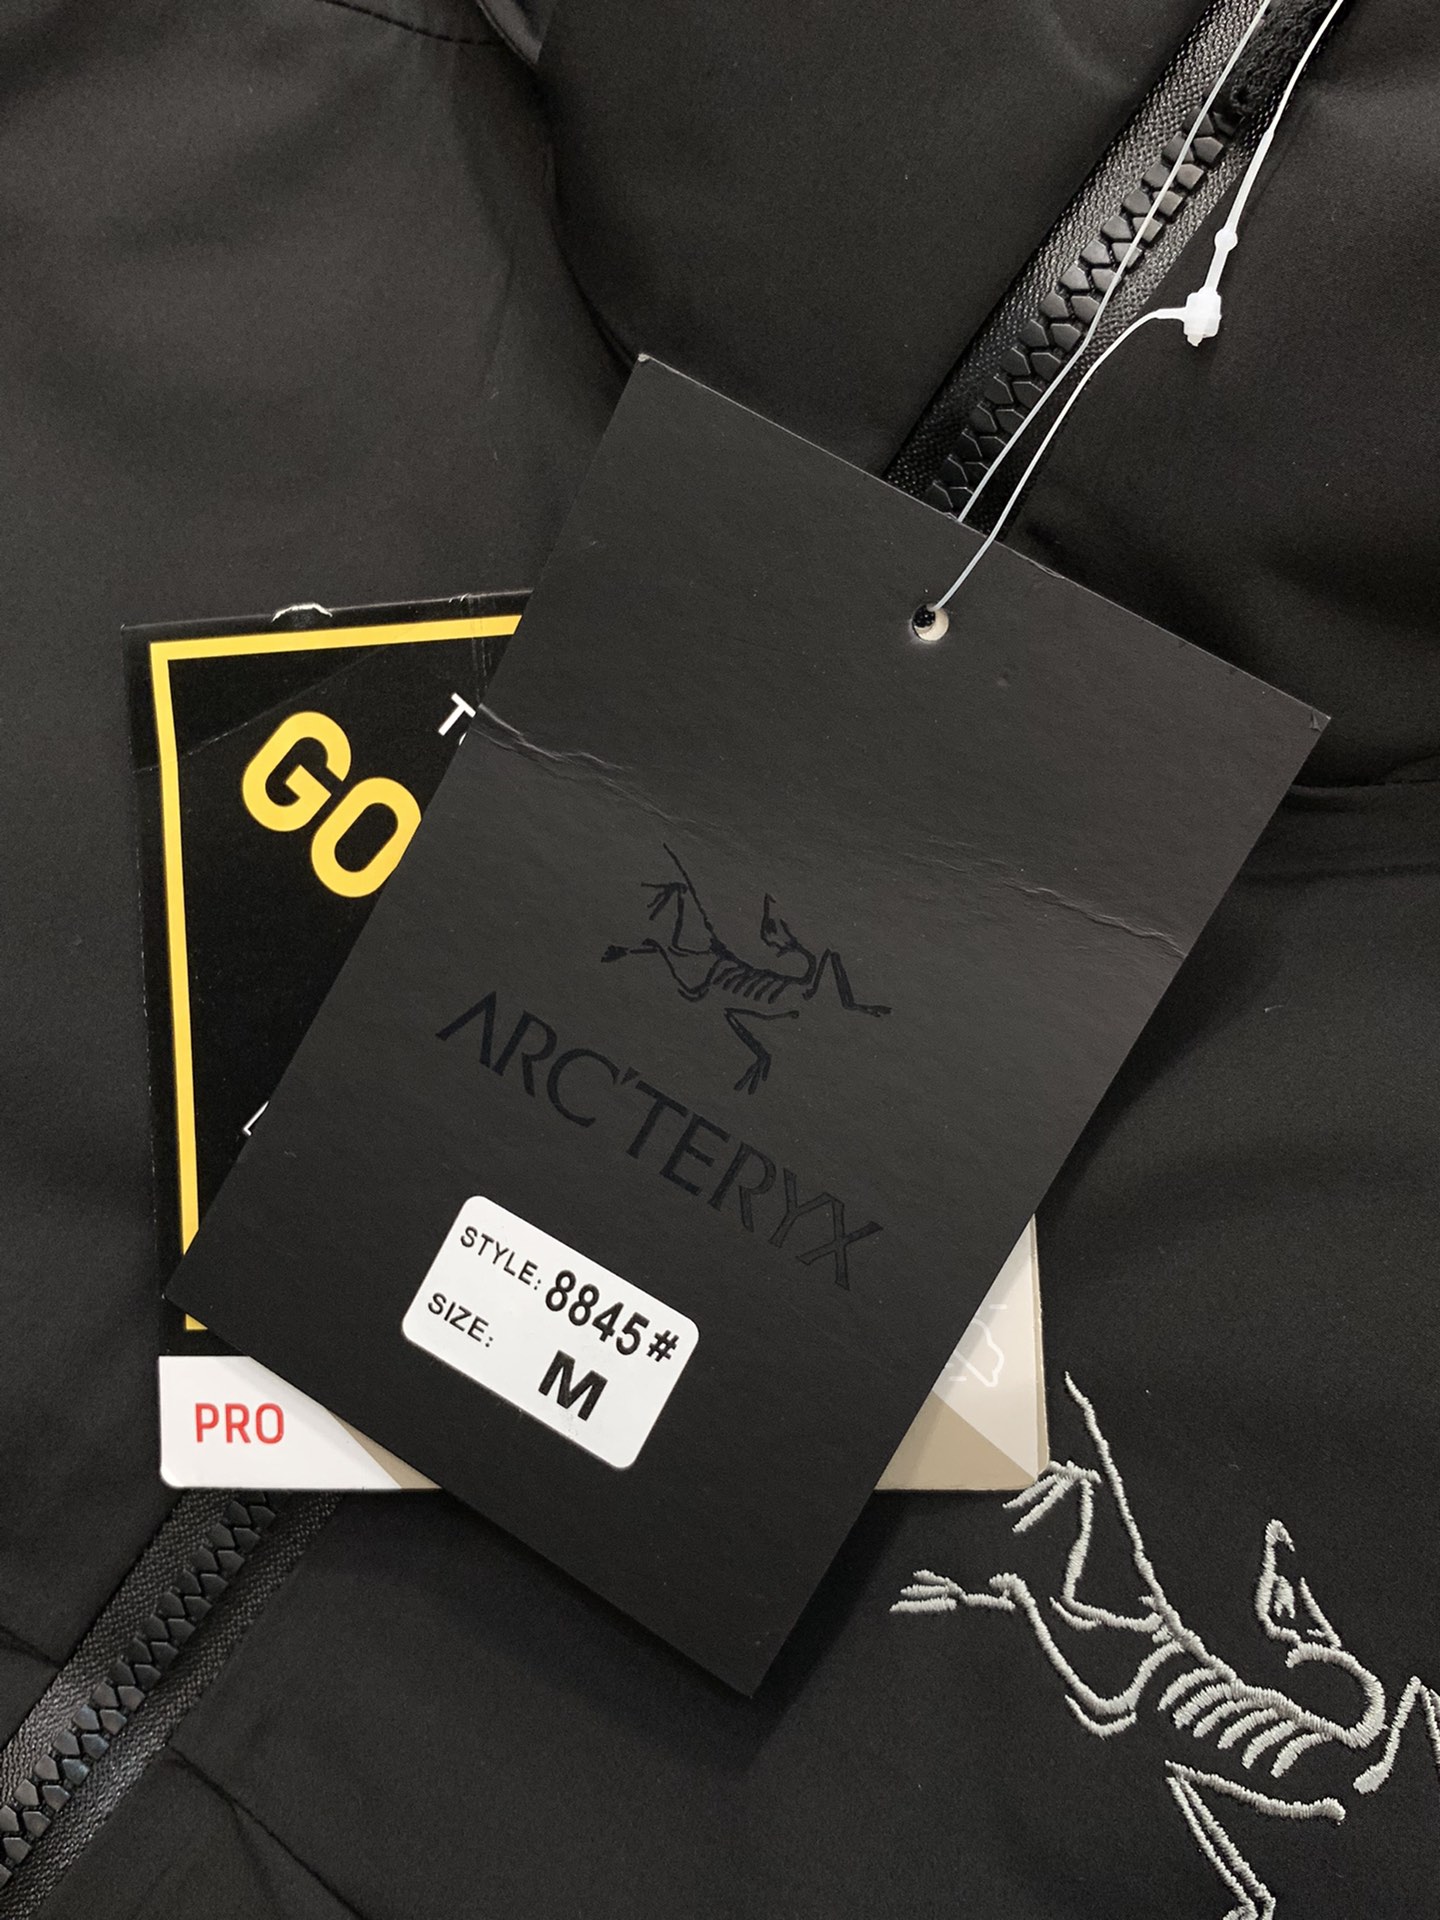 GO
ARC'TERYX
STYLE: 8845#
SIZE: M
PRO